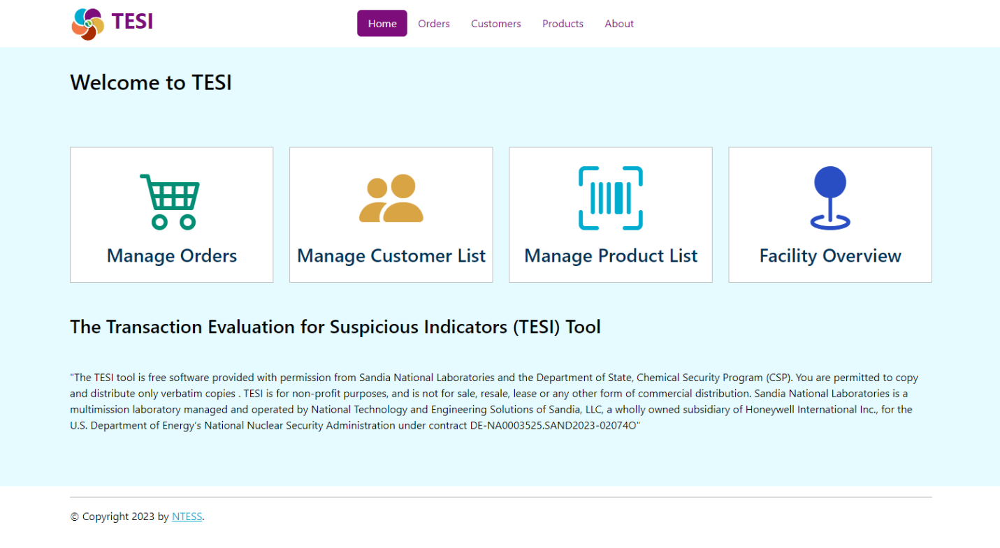 TESI
Home Orders Customers Products About
Welcome to TESI
Manage Orders
Manage Customer List
Manage Product List
Facility Overview
The Transaction Evaluation for Suspicious Indicators (TESI) Tool
"The TESI tool is free software provided with permission from Sandia National Laboratories and the Department of State, Chemical Security Program (CSP). You are permitted to copy
and distribute only verbatim copies . TESI is for non-profit purposes, and is not for sale, resale, lease or any other form of commercial distribution. Sandia National Laboratories is a
multimission laboratory managed and operated by National Technology and Engineering Solutions of Sandia, LLC, a wholly owned subsidiary of Honeywell International Inc., for the
U.S. Department of Energy’s National Nuclear Security Administration under contract DE-NA0003525.SAND2023-02074O"
© Copyright 2023 by NTESS.